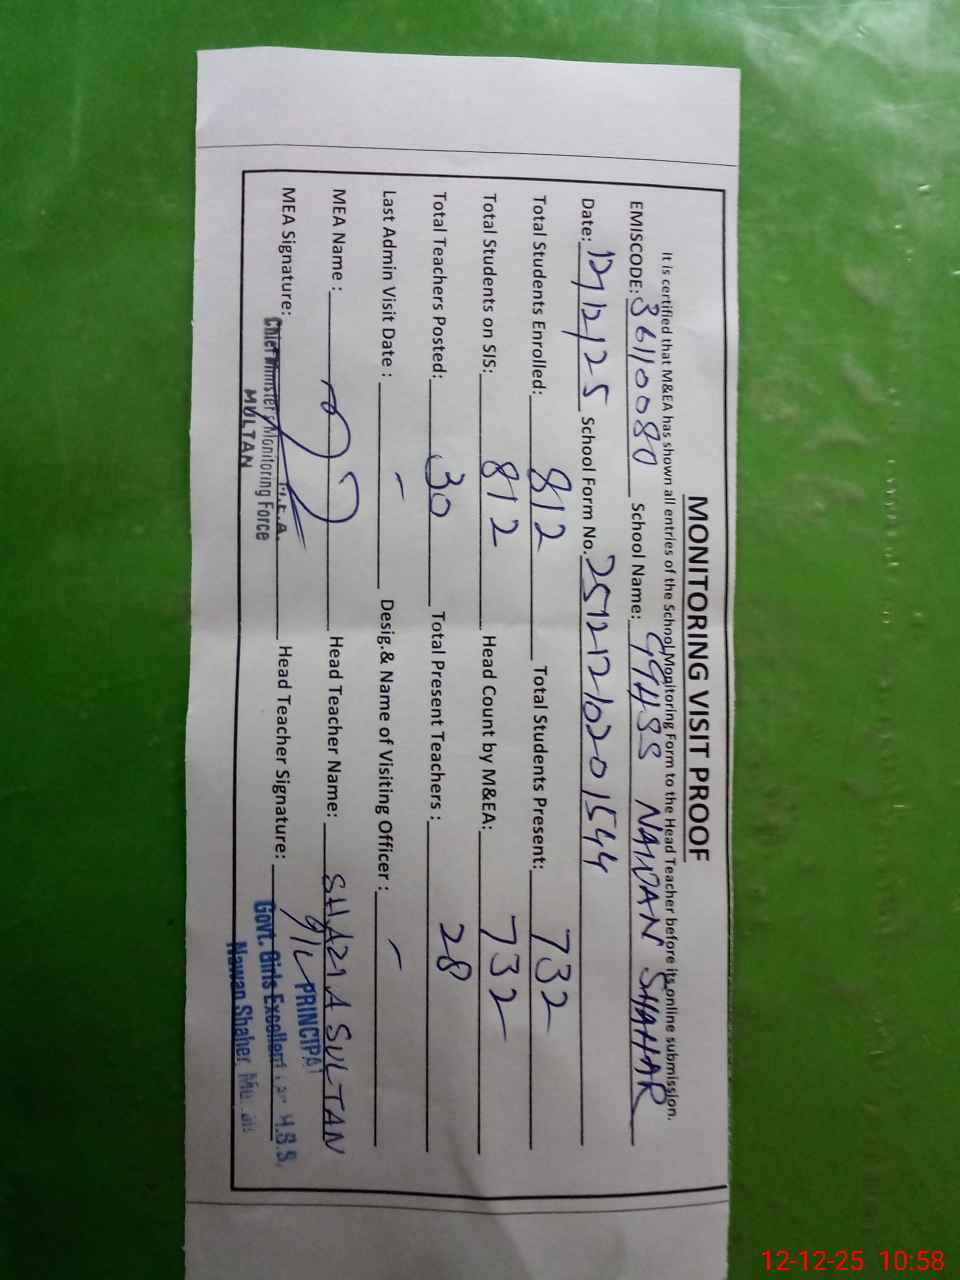 MONITORING VISIT PROOF
It is certified that M&EA has shown all entries of the School Monitoring Form to the Head Teacher before its online submission.
EMISCODE: 36110080 School Name: GGHSS NAWAN SHAHAR
Date: 12/12/25 School Form No. 25121210201544
Total Students Enrolled: 812 Total Students Present: 732
Total Students on SIS: 812 Head Count by M&EA: 732
Total Teachers Posted: 30 Total Present Teachers : 28
Last Admin Visit Date : - Desig.& Name of Visiting Officer : -
MEA Name : Head Teacher Name: SHAZIA SULTAN
MEA Signature: Head Teacher Signature:
M.E.A.
Chief Minister's Monitoring Force
MULTAN
PRINCIPAL
Govt. Girls Excellent H.S.S.
Nawan Shaher,
12-12-25 10:58